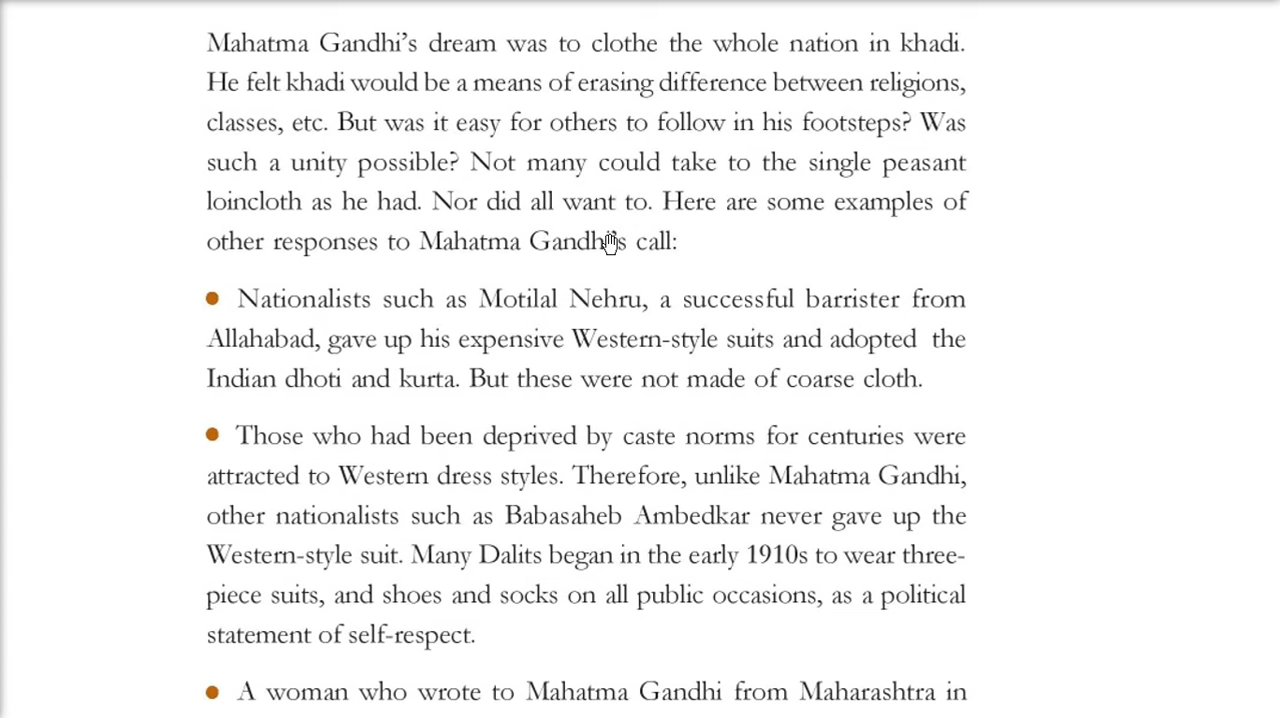 Mahatma Gandhi's dream was to clothe the whole nation in khadi.
He felt khadi would be a means of erasing difference between religions,
classes, etc. But was it easy for others to follow in his footsteps? Was
such a unity possible? Not many could take to the single peasant
loincloth as he had. Nor did all want to. Here are some examples of
other responses to Mahatma Gandhi's call:
● Nationalists such as Motilal Nehru, a successful barrister from
Allahabad, gave up his expensive Western-style suits and adopted the
Indian dhoti and kurta. But these were not made of coarse cloth.
● Those who had been deprived by caste norms for centuries were
attracted to Western dress styles. Therefore, unlike Mahatma Gandhi,
other nationalists such as Babasaheb Ambedkar never gave up the
Western-style suit. Many Dalits began in the early 1910s to wear three-
piece suits, and shoes and socks on all public occasions, as a political
statement of self-respect.
● A woman who wrote to Mahatma Gandhi from Maharashtra in